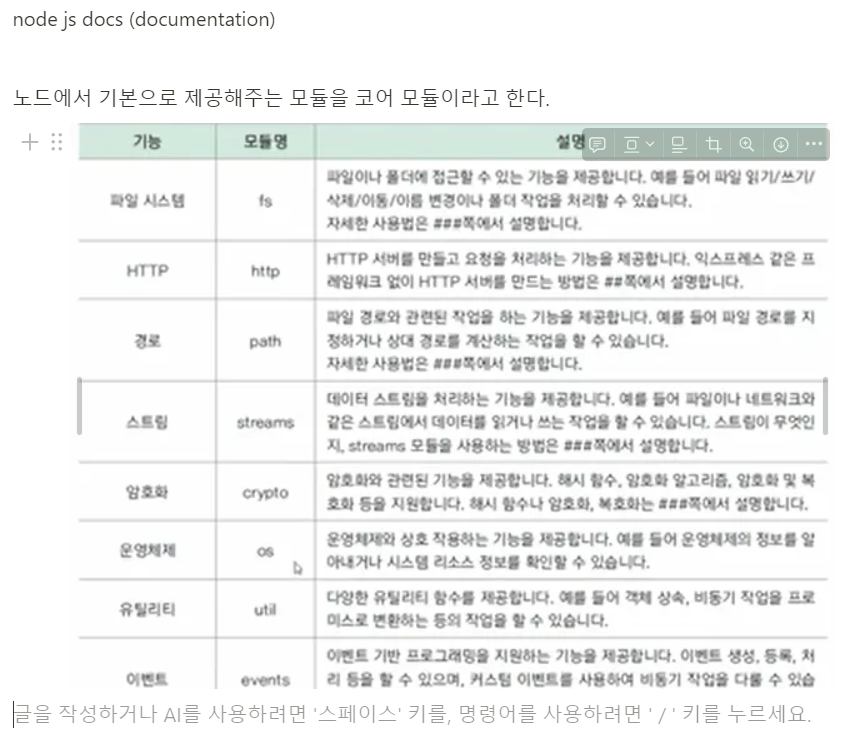 node js docs (documentation)
노드에서 기본으로 제공해주는 모듈을 코어 모듈이라고 한다.
기능 모듈명 설명
파일 시스템 fs 파일이나 폴더에 접근할 수 있는 기능을 제공합니다. 예를 들어 파일 읽기/쓰기/
삭제/이동/이름 변경이나 폴더 작업을 처리할 수 있습니다.
자세한 사용법은 ###쪽에서 설명합니다.
HTTP http HTTP 서버를 만들고 요청을 처리하는 기능을 제공합니다. 익스프레스 같은 프
레임워크 없이 HTTP 서버를 만드는 방법은 ##쪽에서 설명합니다.
경로 path 파일 경로와 관련된 작업을 하는 기능을 제공합니다. 예를 들어 파일 경로를 지
정하거나 상대 경로를 계산하는 작업을 할 수 있습니다.
자세한 사용법은 ###쪽에서 설명합니다.
스트림 streams 데이터 스트림을 처리하는 기능을 제공합니다. 예를 들어 파일이나 네트워크와
같은 스트림에서 데이터를 읽거나 쓰는 작업을 할 수 있습니다. 스트림이 무엇인
지, streams 모듈을 사용하는 방법은 ###쪽에서 설명합니다.
암호화 crypto 암호화와 관련된 기능을 제공합니다. 해시 함수, 암호화 알고리즘, 암호화 및 복
호화 등을 지원합니다. 해시 함수나 암호화, 복호화는 ###쪽에서 설명합니다.
운영체제 os 운영체제와 상호 작용하는 기능을 제공합니다. 예를 들어 운영체제의 정보를 알
아내거나 시스템 리소스 정보를 확인할 수 있습니다.
유틸리티 util 다양한 유틸리티 함수를 제공합니다. 예를 들어 객체 상속, 비동기 작업을 프로
미스로 변환하는 등의 작업을 할 수 있습니다.
이벤트 events 이벤트 기반 프로그래밍을 지원하는 기능을 제공합니다. 이벤트 생성, 등록, 처
리 등을 할 수 있으며, 커스텀 이벤트를 사용하여 비동기 작업을 다룰 수 있습
글을 작성하거나 AI를 사용하려면 '스페이스' 키를, 명령어를 사용하려면 ' / ' 키를 누르세요.